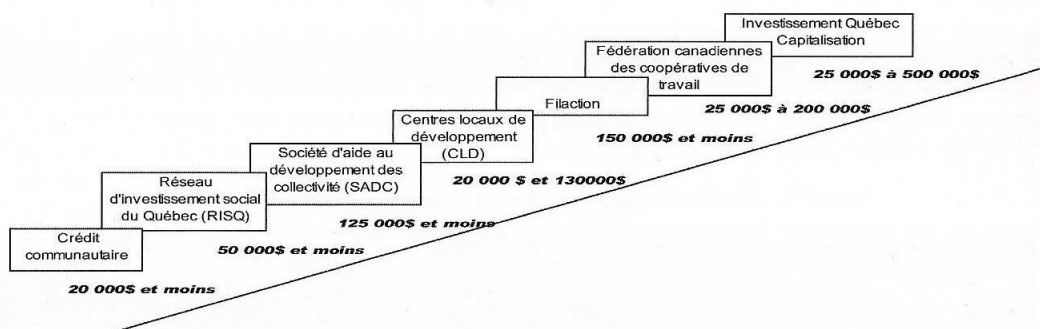 Investissement Québec
Capitalisation
25 000$ à 500 000$
Fédération canadiennes
des coopératives de
travail
25 000$ à 200 000$
Filaction
150 000$ et moins
Centres locaux de
développement
(CLD)
20 000 $ et 130000$
Société d'aide au
développement des
collectivité (SADC)
125 000$ et moins
Réseau
d'investissement social
du Québec (RISQ)
50 000$ et moins
Crédit
communautaire
20 000$ et moins